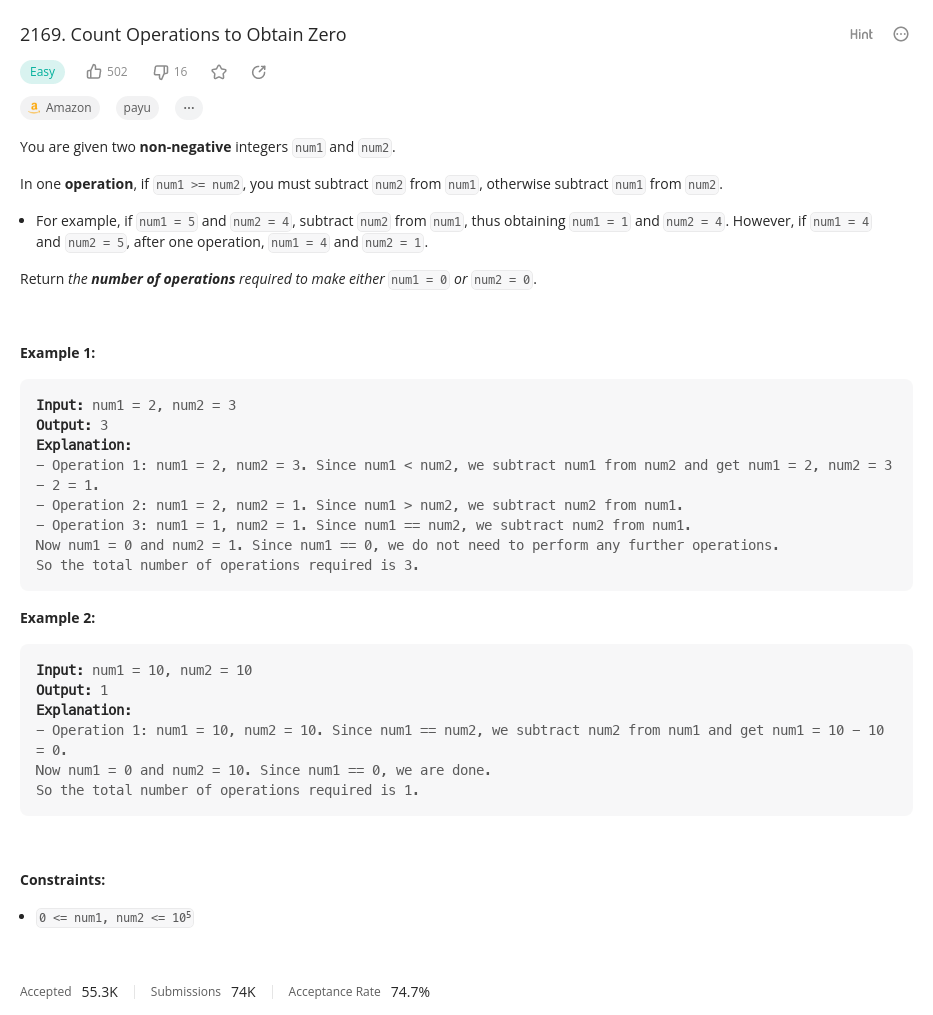 2169. Count Operations to Obtain Zero
Hint
Easy 502 16
Amazon payu ···
You are given two non-negative integers num1 and num2.
In one operation, if num1 >= num2, you must subtract num2 from num1, otherwise subtract num1 from num2.
• For example, if num1 = 5 and num2 = 4, subtract num2 from num1, thus obtaining num1 = 1 and num2 = 4. However, if num1 = 4
and num2 = 5, after one operation, num1 = 4 and num2 = 1.
Return the number of operations required to make either num1 = 0 or num2 = 0.
Example 1:
Input: num1 = 2, num2 = 3
Output: 3
Explanation:
- Operation 1: num1 = 2, num2 = 3. Since num1 < num2, we subtract num1 from num2 and get num1 = 2, num2 = 3
- 2 = 1.
- Operation 2: num1 = 2, num2 = 1. Since num1 > num2, we subtract num2 from num1.
- Operation 3: num1 = 1, num2 = 1. Since num1 == num2, we subtract num2 from num1.
Now num1 = 0 and num2 = 1. Since num1 == 0, we do not need to perform any further operations.
So the total number of operations required is 3.
Example 2:
Input: num1 = 10, num2 = 10
Output: 1
Explanation:
- Operation 1: num1 = 10, num2 = 10. Since num1 == num2, we subtract num2 from num1 and get num1 = 10 - 10
= 0.
Now num1 = 0 and num2 = 10. Since num1 == 0, we are done.
So the total number of operations required is 1.
Constraints:
• 0 <= num1, num2 <= 10⁵
Accepted 55.3K Submissions 74K Acceptance Rate 74.7%